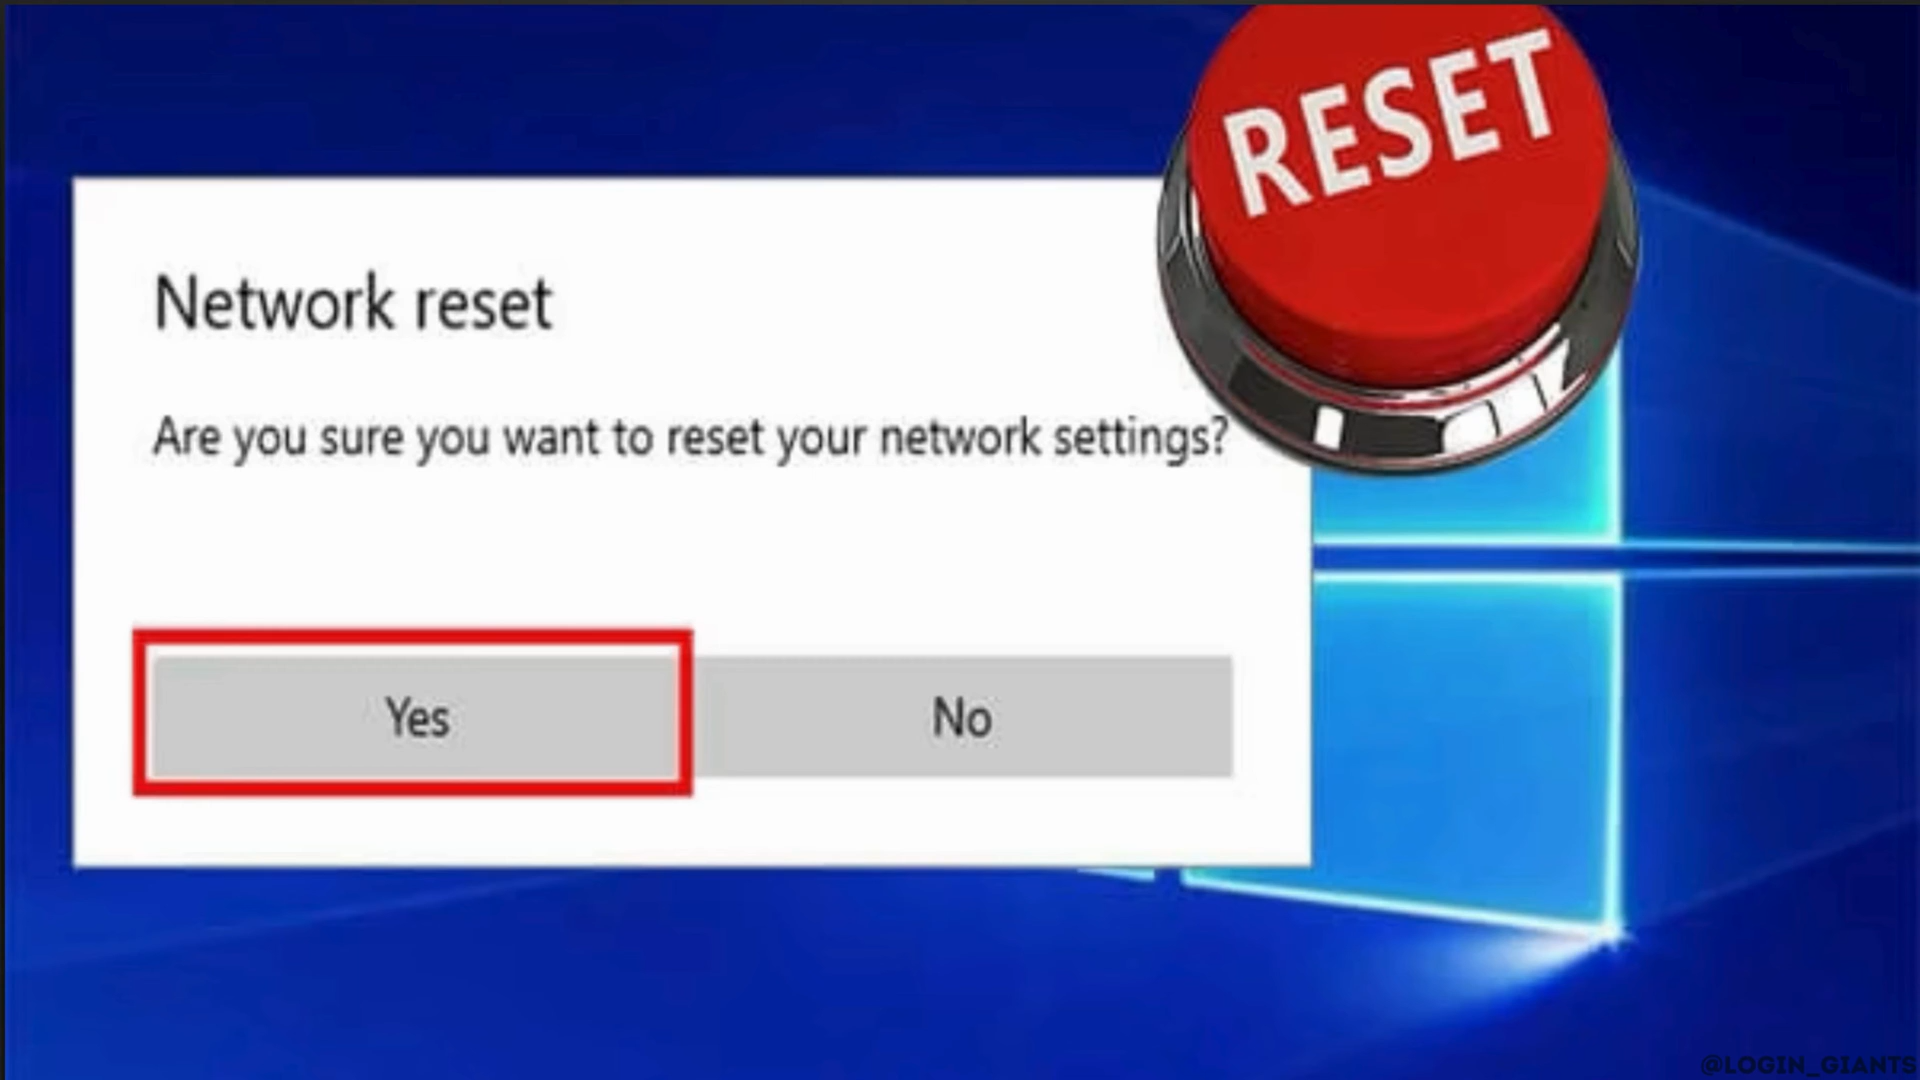 RESET
Network reset
Are you sure you want to reset your network settings?
Yes
No
@LOGIN_GIANTS